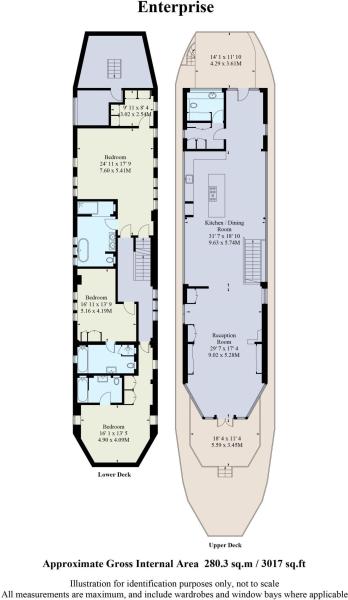 Enterprise
14' 1 x 11' 10
4.29 x 3.61M
9' 11 x 8' 4
3.02 x 2.54M
Bedroom
24' 11 x 17' 9
7.60 x 5.41M
Kitchen / Dining
Room
31' 7 x 18' 10
9.63 x 5.74M
Bedroom
16' 11 x 13' 9
5.16 x 4.19M
Reception
Room
29' 7 x 17' 4
9.02 x 5.28M
Bedroom
16' 1 x 13' 5
4.90 x 4.09M
18' 4 x 11' 4
5.59 x 3.45M
Lower Deck
Upper Deck
Approximate Gross Internal Area 280.3 sq.m / 3017 sq.ft
Illustration for identification purposes only, not to scale
All measurements are maximum, and include wardrobes and window bays where applicable